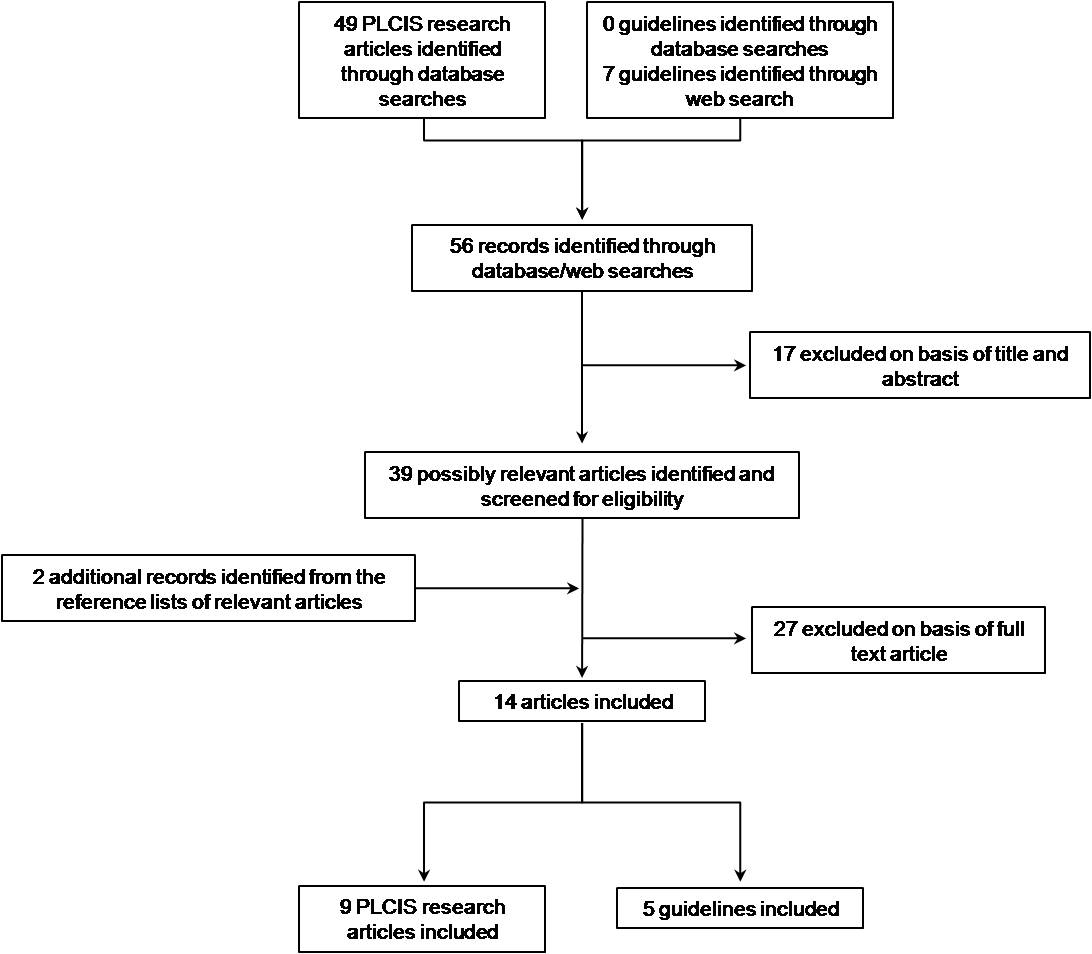 49 PLCIS research
articles identified
through database
searches
0 guidelines identified through
database searches
7 guidelines identified through
web search
56 records identified through
database/web searches
17 excluded on basis of title and
abstract
39 possibly relevant articles identified and
screened for eligibility
2 additional records identified from the
reference lists of relevant articles
27 excluded on basis of full
text article
14 articles included
9 PLCIS research
articles included
5 guidelines included